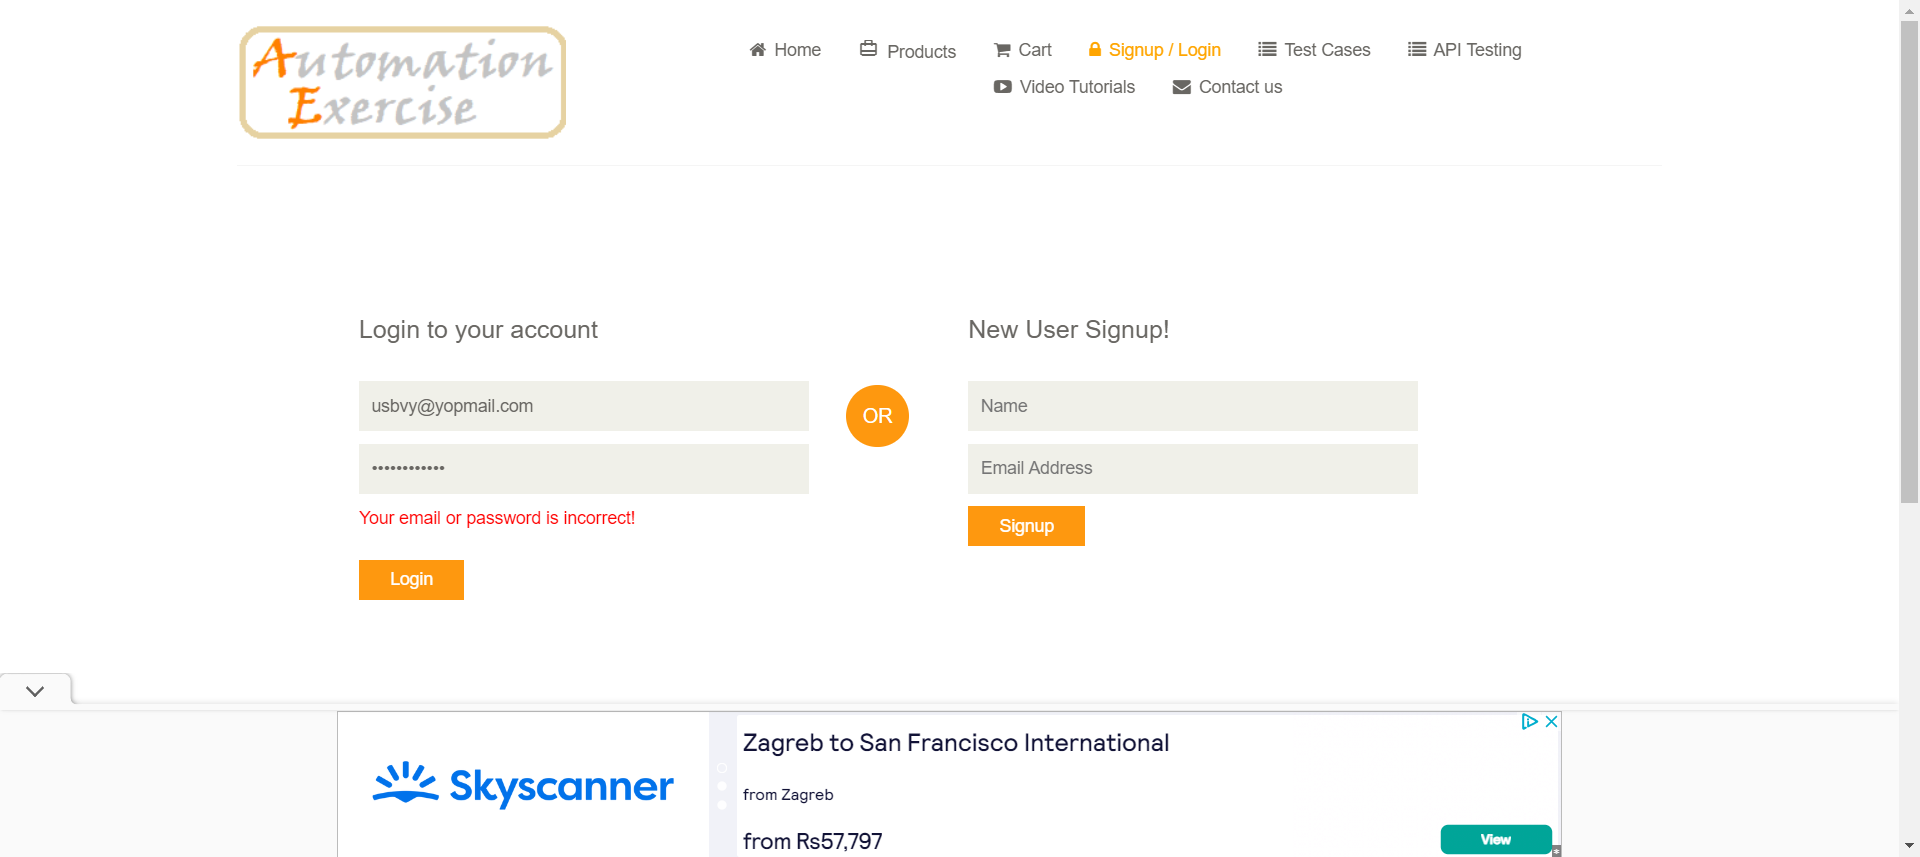 Automation
Exercise
Home
Products
Cart
Signup / Login
Test Cases
API Testing
Video Tutorials
Contact us
Login to your account
usbvy@yopmail.com
••••••••••••
Your email or password is incorrect!
Login
OR
New User Signup!
Name
Email Address
Signup
Skyscanner
Zagreb to San Francisco International
from Zagreb
from Rs57,797
View